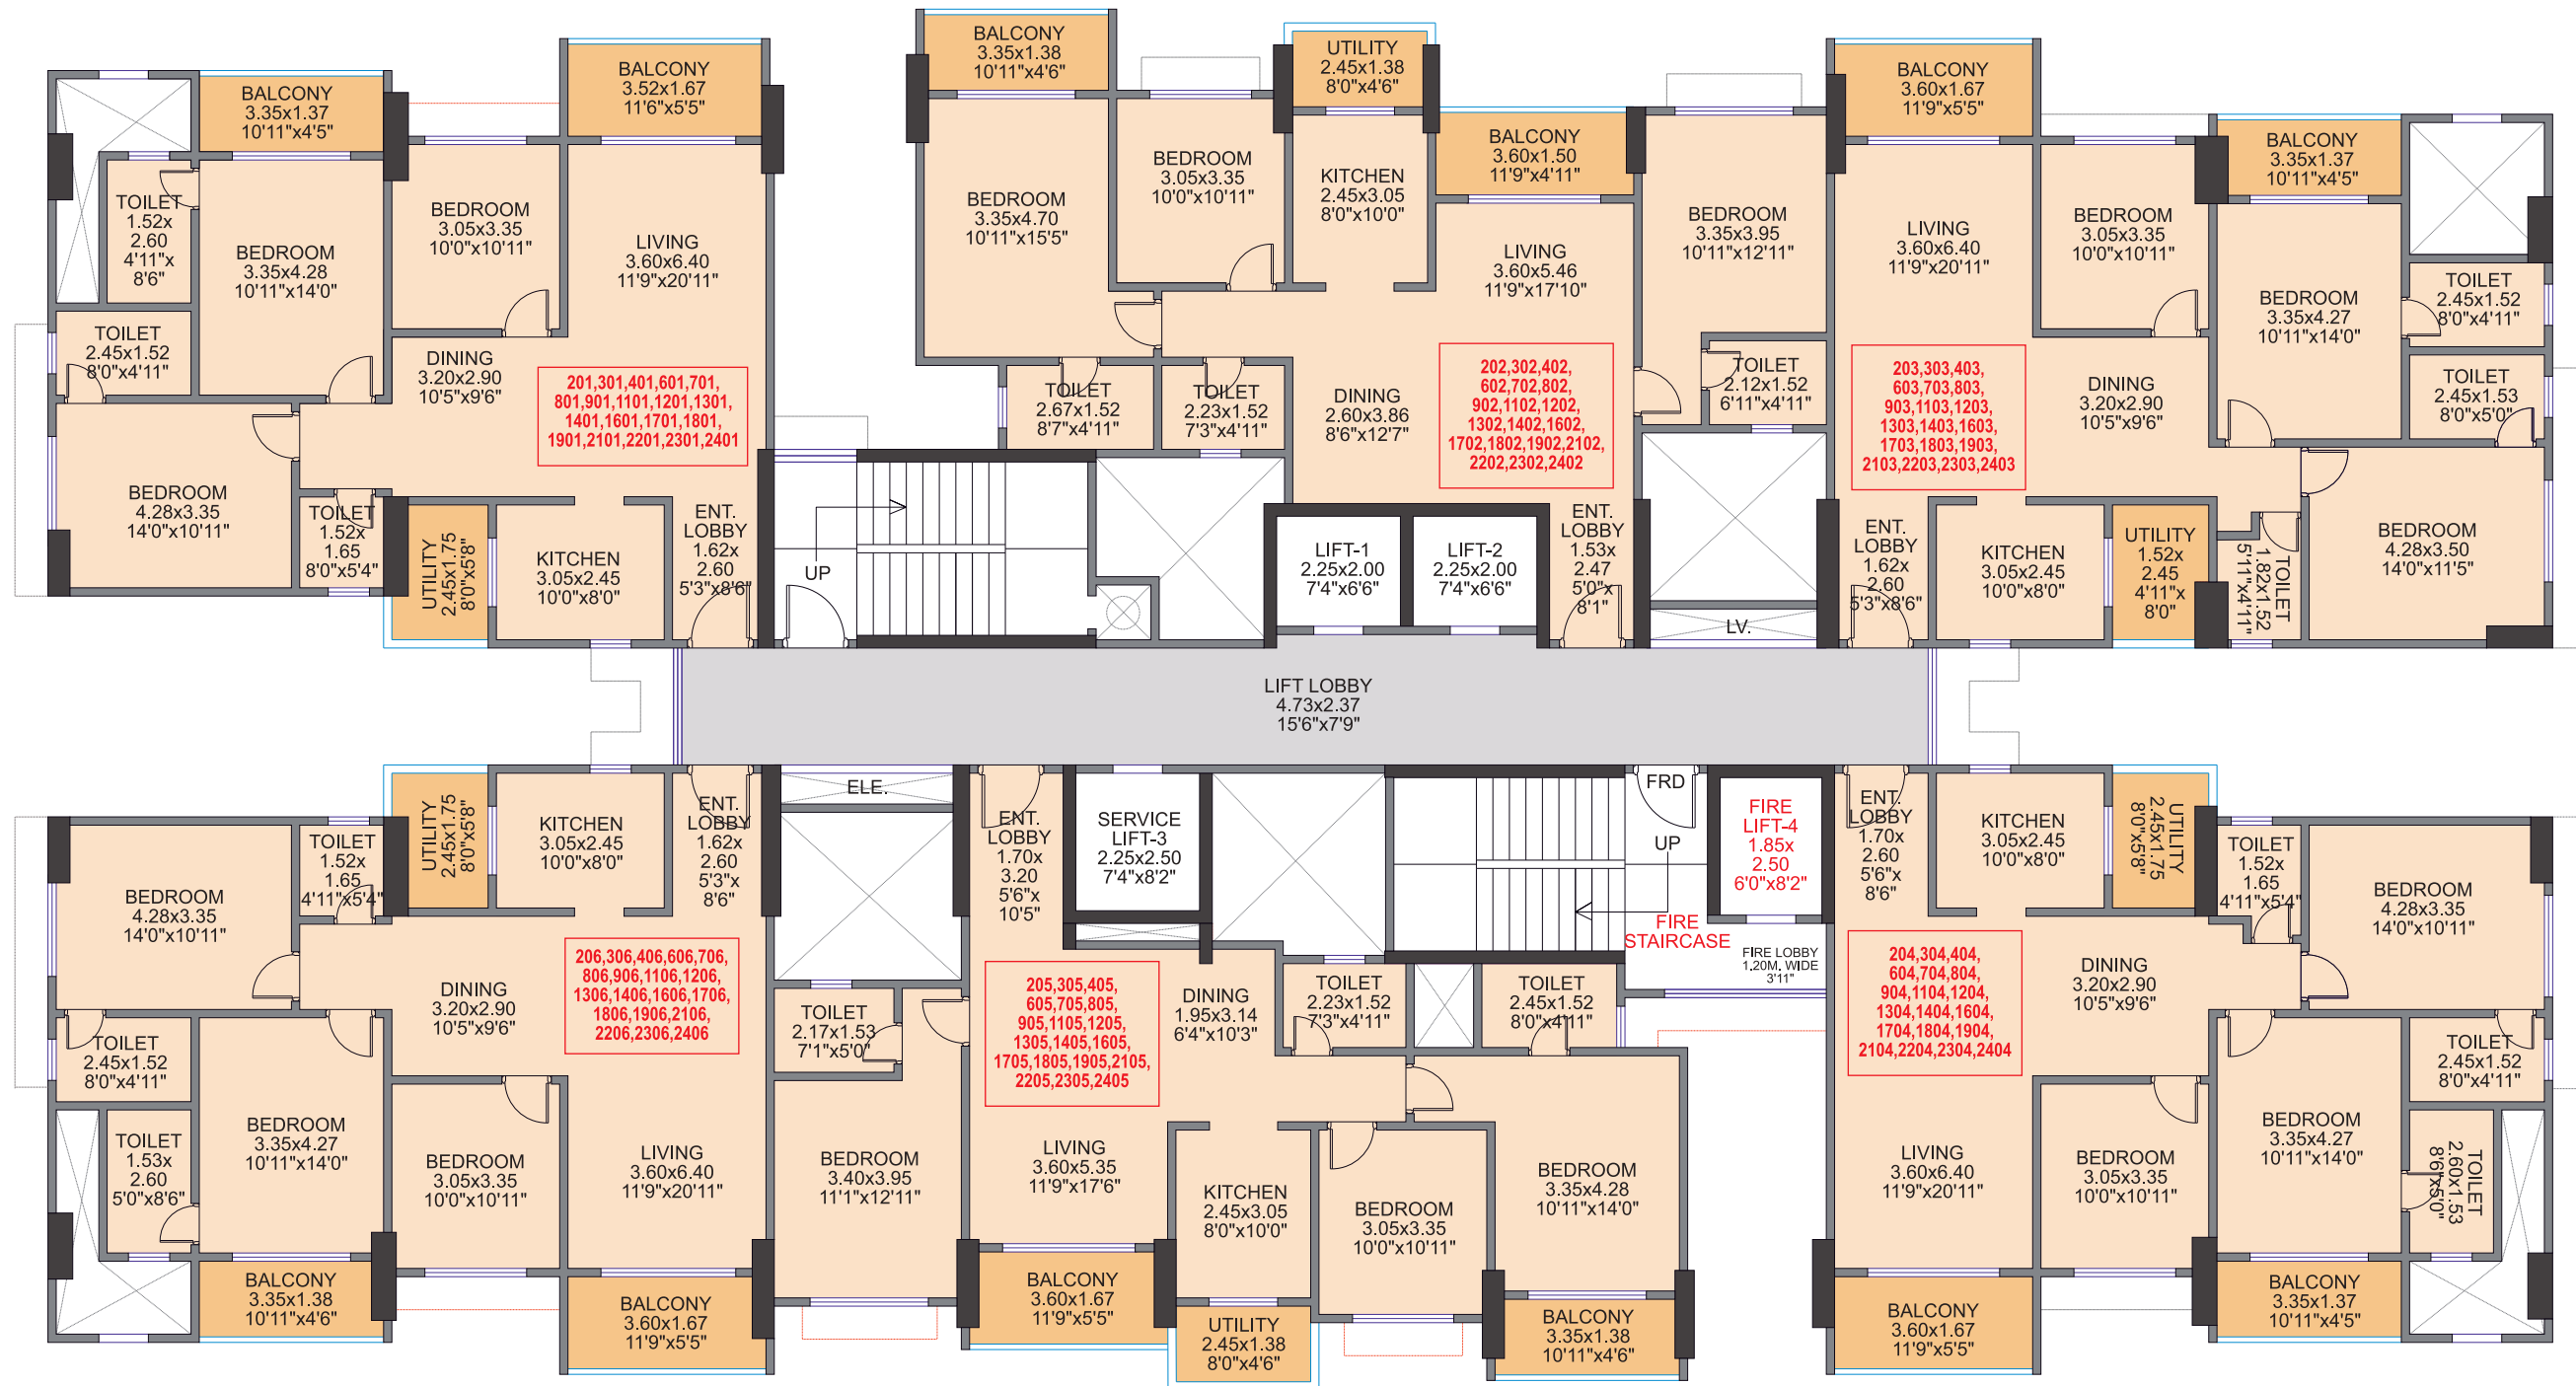 BALCONY
3.35x1.37
10'11"x4'5"
BALCONY
3.52x1.67
11'6"x5'5"
TOILET
1.52x
2.60
4'11"x
8'6"
BEDROOM
3.35x4.28
10'11"x14'0"
BEDROOM
3.05x3.35
10'0"x10'11"
LIVING
3.60x6.40
11'9"x20'11"
TOILET
2.45x1.52
8'0"x4'11"
DINING
3.20x2.90
10'5"x9'6"
201,301,401,601,701,
801,901,1101,1201,1301,
1401,1601,1701,1801,
1901,2101,2201,2301,2401
BEDROOM
4.28x3.35
14'0"x10'11"
TOILET
1.52x
1.65
8'0"x5'4"
UTILITY
2.45x1.75
8'0"x5'8"
KITCHEN
3.05x2.45
10'0"x8'0"
ENT.
LOBBY
1.62x
2.60
5'3"x8'6"
UP
BALCONY
3.35x1.38
10'11"x4'6"
UTILITY
2.45x1.38
8'0"x4'6"
BEDROOM
3.35x4.70
10'11"x15'5"
BEDROOM
3.05x3.35
10'0"x10'11"
KITCHEN
2.45x3.05
8'0"x10'0"
BALCONY
3.60x1.50
11'9"x4'11"
LIVING
3.60x5.46
11'9"x17'10"
BEDROOM
3.35x3.95
10'11"x12'11"
TOILET
2.67x1.52
8'7"x4'11"
TOILET
2.23x1.52
7'3"x4'11"
DINING
2.60x3.86
8'6"x12'7"
202,302,402,
602,702,802,
902,1102,1202,
1302,1402,1602,
1702,1802,1902,2102,
2202,2302,2402
TOILET
2.12x1.52
6'11"x4'11"
LIFT-1
2.25x2.00
7'4"x6'6"
LIFT-2
2.25x2.00
7'4"x6'6"
ENT.
LOBBY
1.53x
2.47
5'0"x
8'1"
LV.
BALCONY
3.60x1.67
11'9"x5'5"
BALCONY
3.35x1.37
10'11"x4'5"
LIVING
3.60x6.40
11'9"x20'11"
BEDROOM
3.05x3.35
10'0"x10'11"
BEDROOM
3.35x4.27
10'11"x14'0"
TOILET
2.45x1.52
8'0"x4'11"
203,303,403,
603,703,803,
903,1103,1203,
1303,1403,1603,
1703,1803,1903,
2103,2203,2303,2403
DINING
3.20x2.90
10'5"x9'6"
TOILET
2.45x1.53
8'0"x5'0"
ENT.
LOBBY
1.62x
2.60
5'3"x8'6"
KITCHEN
3.05x2.45
10'0"x8'0"
UTILITY
1.52x
2.45
4'11"x
8'0"
TOILET
1.82x1.52
5'11"x4'11"
BEDROOM
4.28x3.50
14'0"x11'5"
LIFT LOBBY
4.73x2.37
15'6"x7'9"
BEDROOM
4.28x3.35
14'0"x10'11"
TOILET
1.52x
1.65
4'11"x5'4"
UTILITY
2.45x1.75
8'0"x5'8"
KITCHEN
3.05x2.45
10'0"x8'0"
ENT.
LOBBY
1.62x
2.60
5'3"x
8'6"
ELE.
DINING
3.20x2.90
10'5"x9'6"
206,306,406,606,706,
806,906,1106,1206,
1306,1406,1606,1706,
1806,1906,2106,
2206,2306,2406
TOILET
2.45x1.52
8'0"x4'11"
TOILET
1.53x
2.60
5'0"x8'6"
BEDROOM
3.35x4.27
10'11"x14'0"
BEDROOM
3.05x3.35
10'0"x10'11"
LIVING
3.60x6.40
11'9"x20'11"
BALCONY
3.35x1.38
10'11"x4'6"
BALCONY
3.60x1.67
11'9"x5'5"
ENT.
LOBBY
1.70x
3.20
5'6"x
10'5"
SERVICE
LIFT-3
2.25x2.50
7'4"x8'2"
TOILET
2.17x1.53
7'1"x5'0"
205,305,405,
605,705,805,
905,1105,1205,
1305,1405,1605,
1705,1805,1905,2105,
2205,2305,2405
DINING
1.95x3.14
6'4"x10'3"
TOILET
2.23x1.52
7'3"x4'11"
TOILET
2.45x1.52
8'0"x4'11"
BEDROOM
3.40x3.95
11'1"x12'11"
LIVING
3.60x5.35
11'9"x17'6"
KITCHEN
2.45x3.05
8'0"x10'0"
BEDROOM
3.05x3.35
10'0"x10'11"
BEDROOM
3.35x4.28
10'11"x14'0"
BALCONY
3.60x1.67
11'9"x5'5"
UTILITY
2.45x1.38
8'0"x4'6"
BALCONY
3.35x1.38
10'11"x4'6"
FRD
UP
FIRE
LIFT-4
1.85x
2.50
6'0"x8'2"
FIRE
STAIRCASE
FIRE LOBBY
1.20M. WIDE
3'11"
ENT.
LOBBY
1.70x
2.60
5'6"x
8'6"
KITCHEN
3.05x2.45
10'0"x8'0"
UTILITY
2.45x1.75
8'0"x5'8"
TOILET
1.52x
1.65
4'11"x5'4"
BEDROOM
4.28x3.35
14'0"x10'11"
204,304,404,
604,704,804,
904,1104,1204,
1304,1404,1604,
1704,1804,1904,
2104,2204,2304,2404
DINING
3.20x2.90
10'5"x9'6"
TOILET
2.45x1.52
8'0"x4'11"
LIVING
3.60x6.40
11'9"x20'11"
BEDROOM
3.05x3.35
10'0"x10'11"
BEDROOM
3.35x4.27
10'11"x14'0"
TOILET
2.60x1.53
8'6"x5'0"
BALCONY
3.60x1.67
11'9"x5'5"
BALCONY
3.35x1.37
10'11"x4'5"